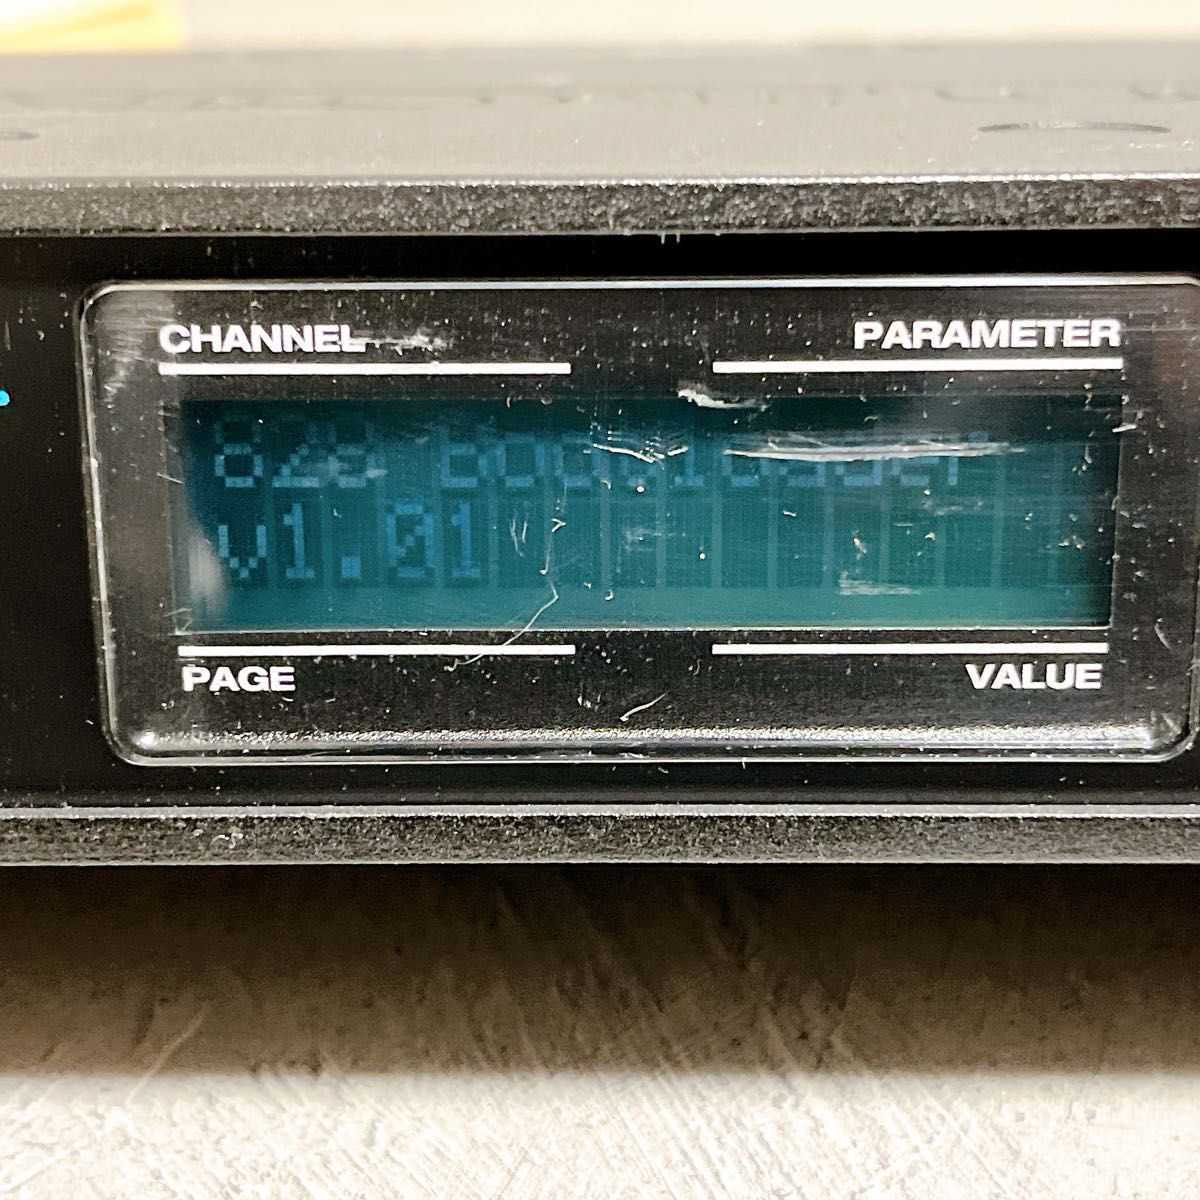 CHANNEL
PARAMETER
v1.01
PAGE
VALUE